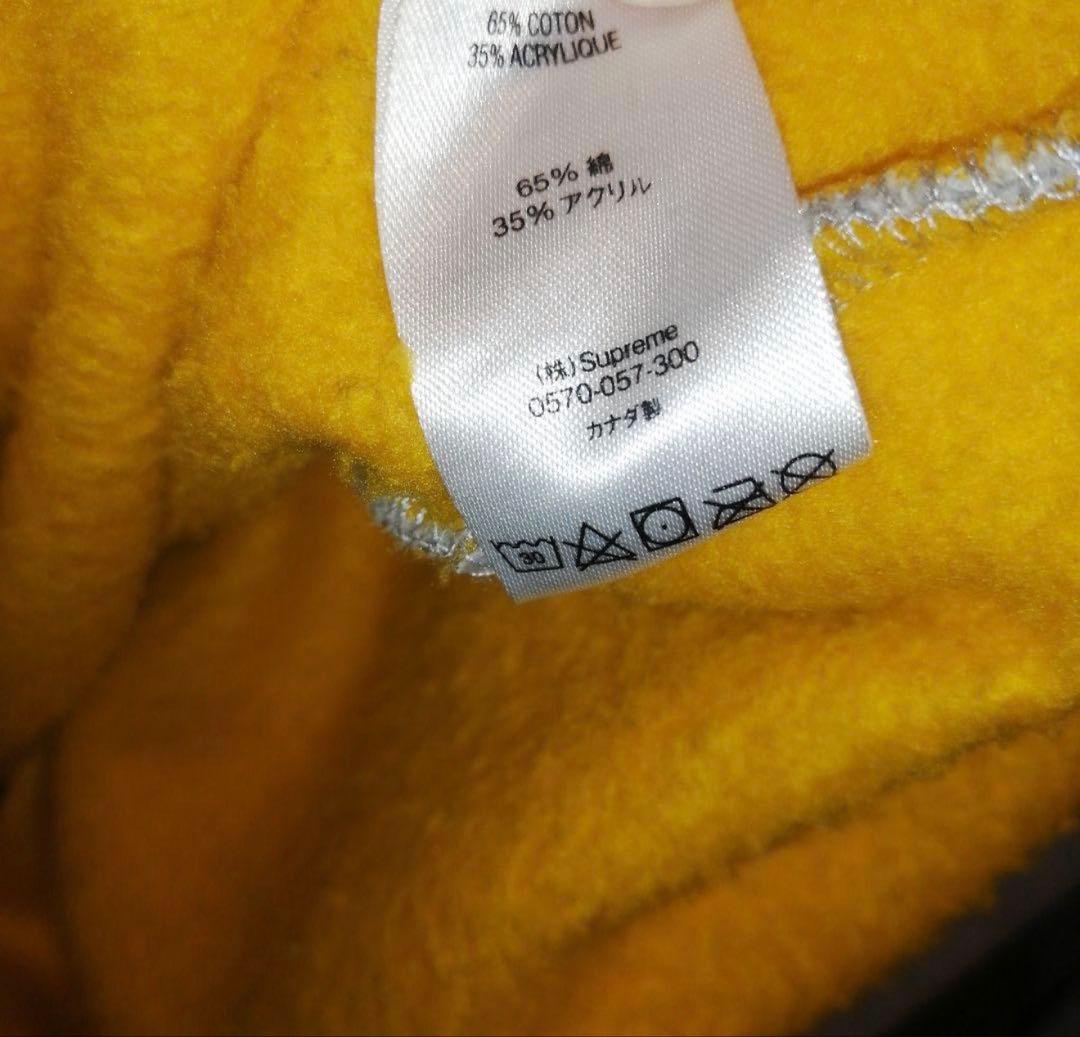 65% COTON
35% ACRYLIQUE
65% 綿
35% アクリル
(株)Supreme
0570-057-300
カナダ製
30